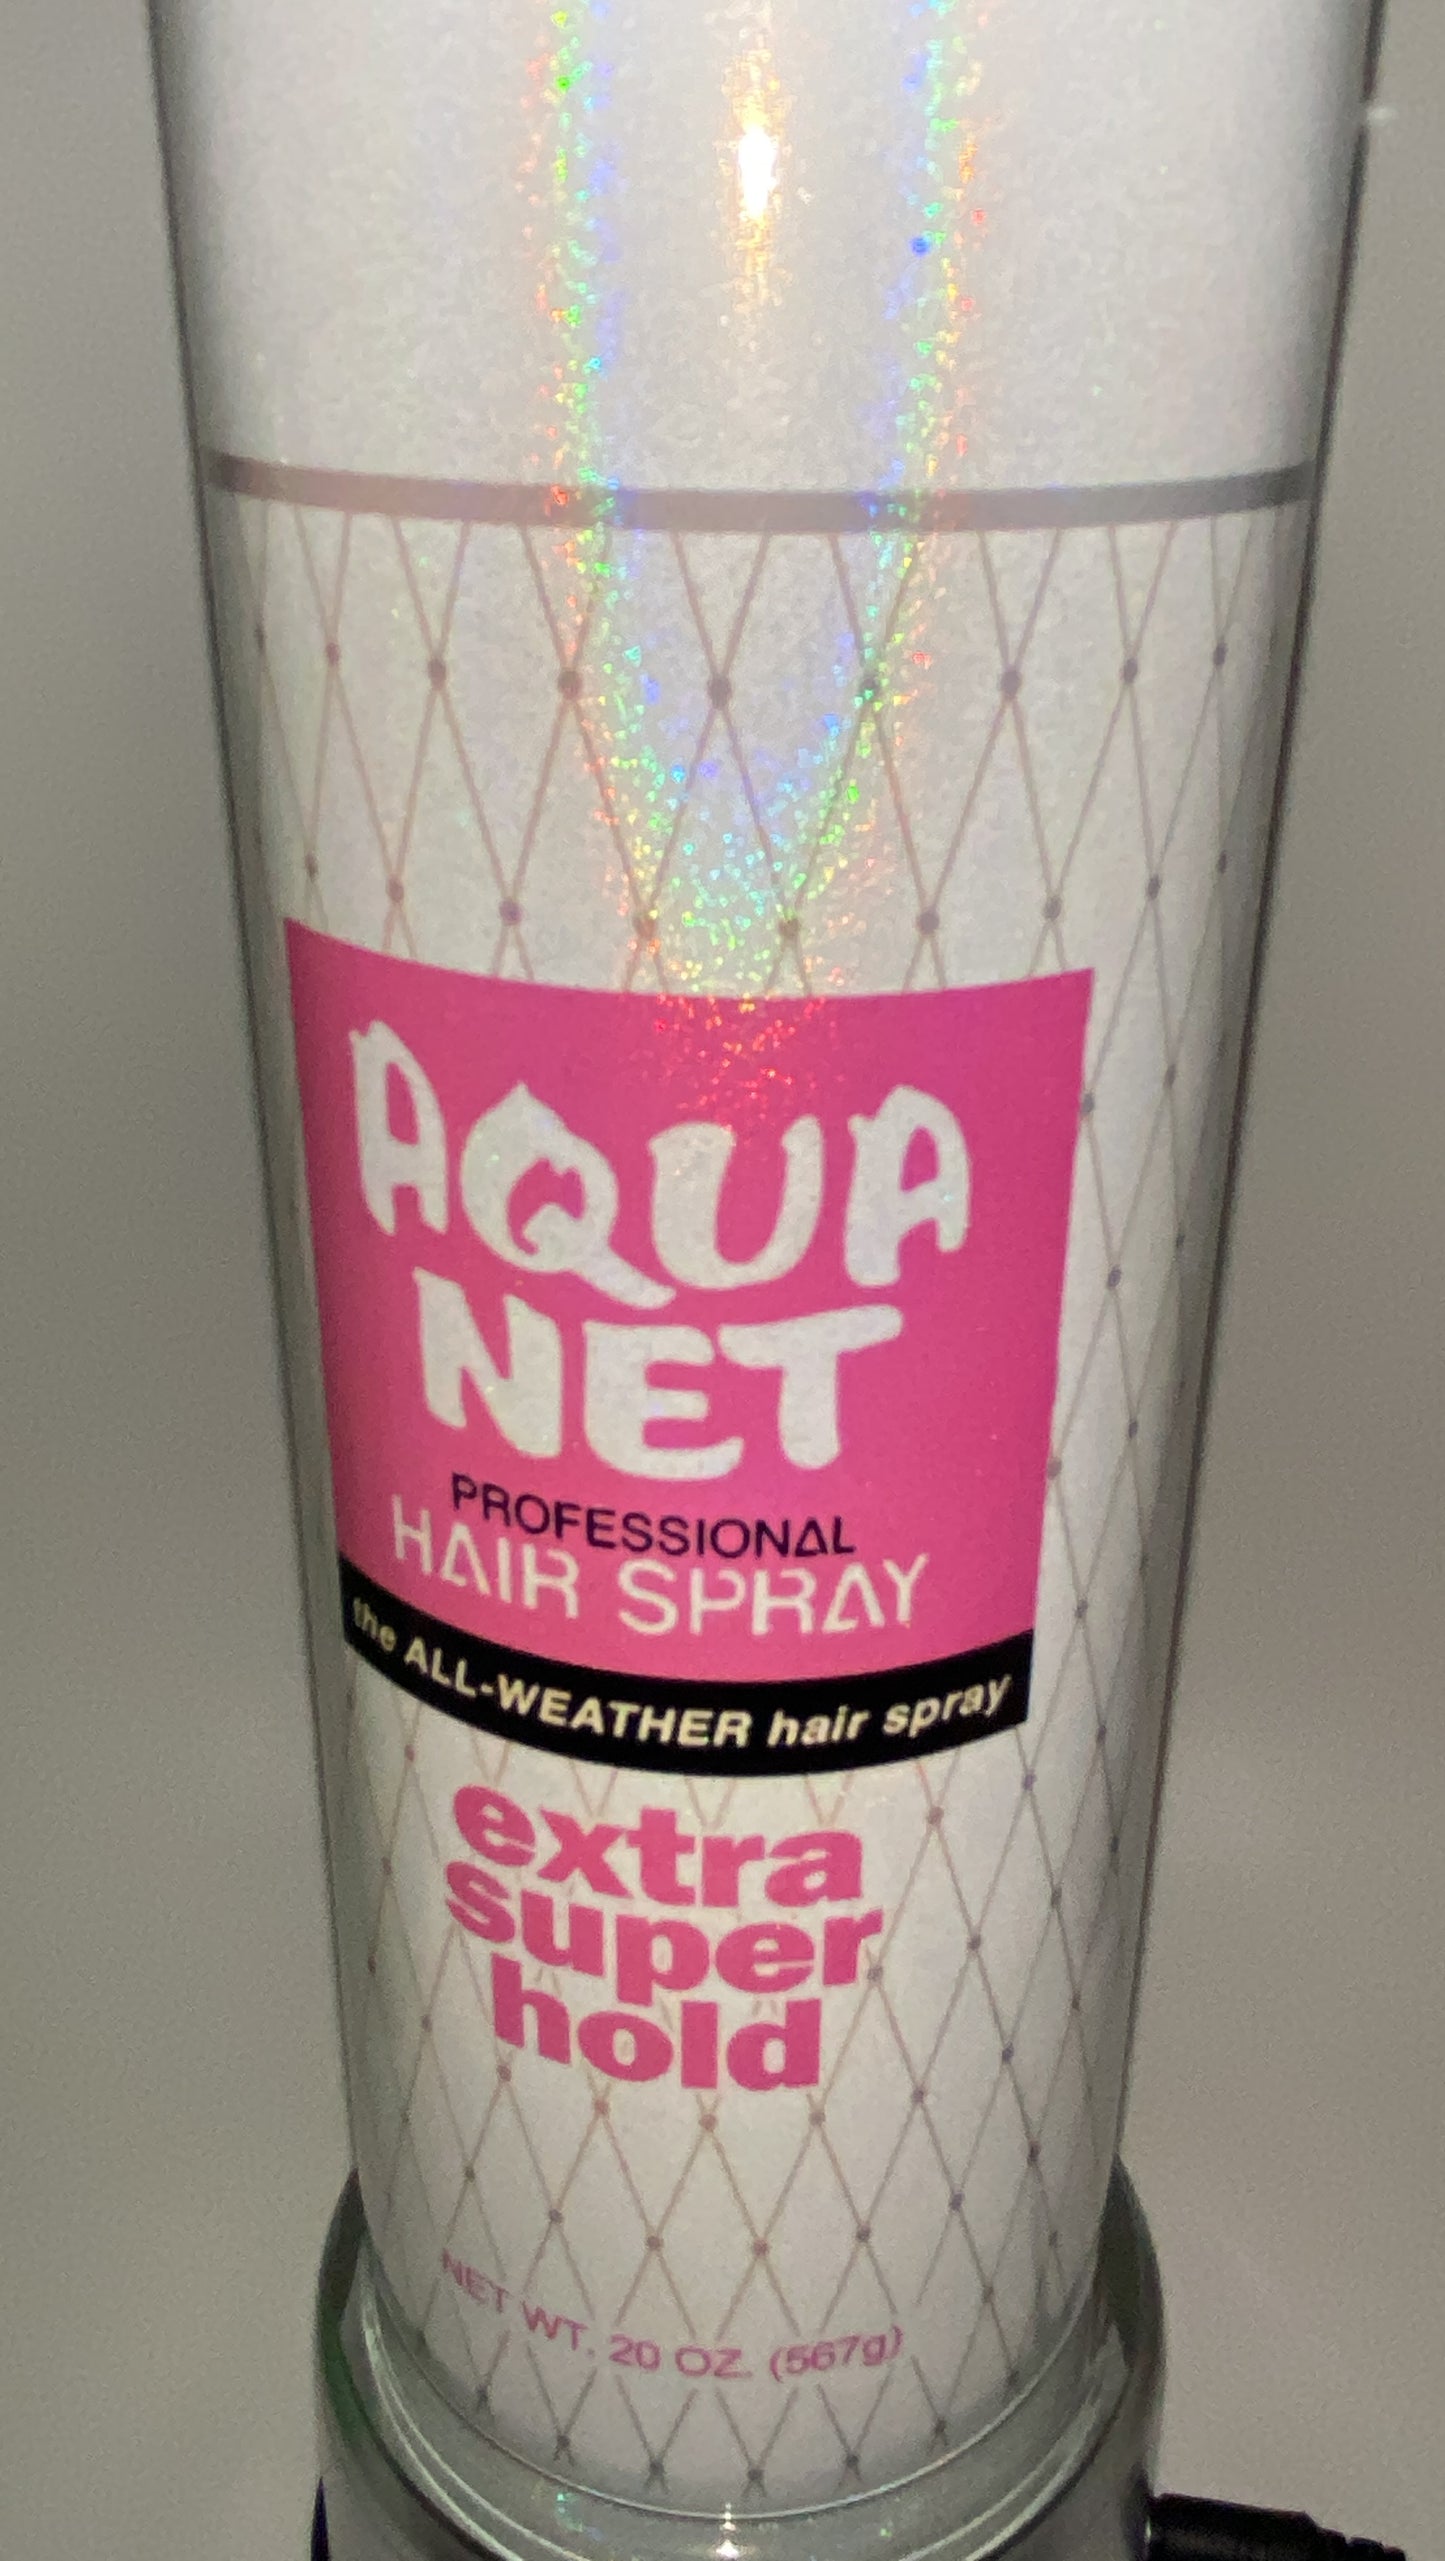 AQUA
NET
PROFESSIONAL
HAIR SPRAY
the ALL-WEATHER hair spray
extra
super
hold
NET WT. 20 OZ. (567g)